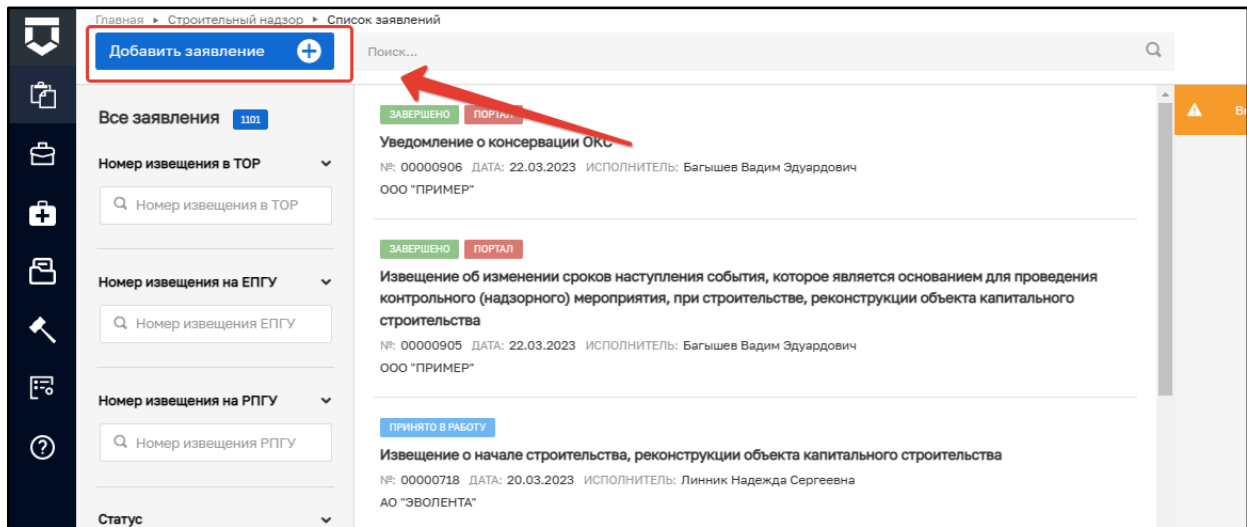 Главная ▸ Строительный надзор ▸ Список заявлений
Добавить заявление
Поиск...
Все заявления 1101
Номер извещения в ТОР
Номер извещения в ТОР
Номер извещения на ЕПГУ
Номер извещения ЕПГУ
Номер извещения на РПГУ
Номер извещения РПГУ
Статус
ЗАВЕРШЕНО ПОРТАЛ
Уведомление о консервации ОКС
№: 00000906 ДАТА: 22.03.2023 ИСПОЛНИТЕЛЬ: Багышев Вадим Эдуардович
ООО "ПРИМЕР"
ЗАВЕРШЕНО ПОРТАЛ
Извещение об изменении сроков наступления события, которое является основанием для проведения
контрольного (надзорного) мероприятия, при строительстве, реконструкции объекта капитального
строительства
№: 00000905 ДАТА: 22.03.2023 ИСПОЛНИТЕЛЬ: Багышев Вадим Эдуардович
ООО "ПРИМЕР"
ПРИНЯТО В РАБОТУ
Извещение о начале строительства, реконструкции объекта капитального строительства
№: 00000718 ДАТА: 20.03.2023 ИСПОЛНИТЕЛЬ: Линник Надежда Сергеевна
АО "ЭВОЛЕНТА"